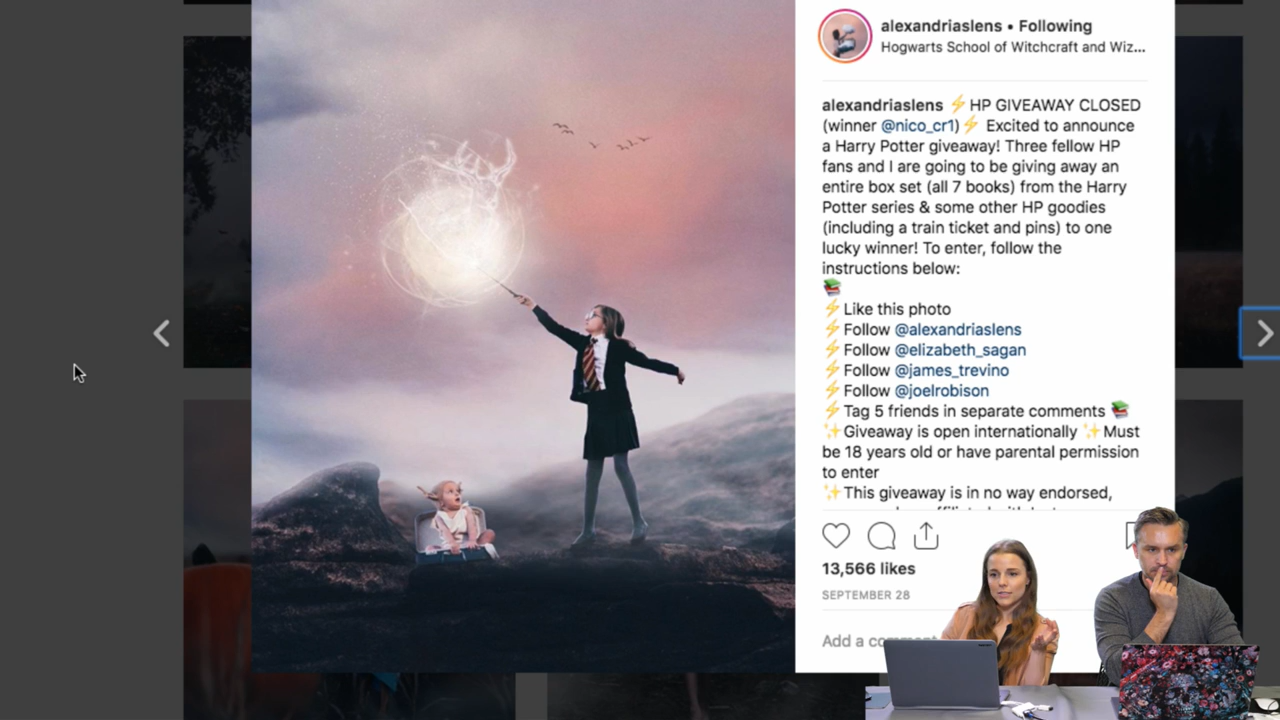 alexandriaslens • Following
Hogwarts School of Witchcraft and Wiz...
alexandriaslens ⚡HP GIVEAWAY CLOSED
(winner @nico_cr1)⚡ Excited to announce
a Harry Potter giveaway! Three fellow HP
fans and I are going to be giving away an
entire box set (all 7 books) from the Harry
Potter series & some other HP goodies
(including a train ticket and pins) to one
lucky winner! To enter, follow the
instructions below:
📚
⚡Like this photo
⚡Follow @alexandriaslens
⚡Follow @elizabeth_sagan
⚡Follow @james_trevino
⚡Follow @joelrobison
⚡Tag 5 friends in separate comments 📚
✨Giveaway is open internationally ✨Must
be 18 years old or have parental permission
to enter
✨This giveaway is in no way endorsed,
13,566 likes
SEPTEMBER 28
Add a